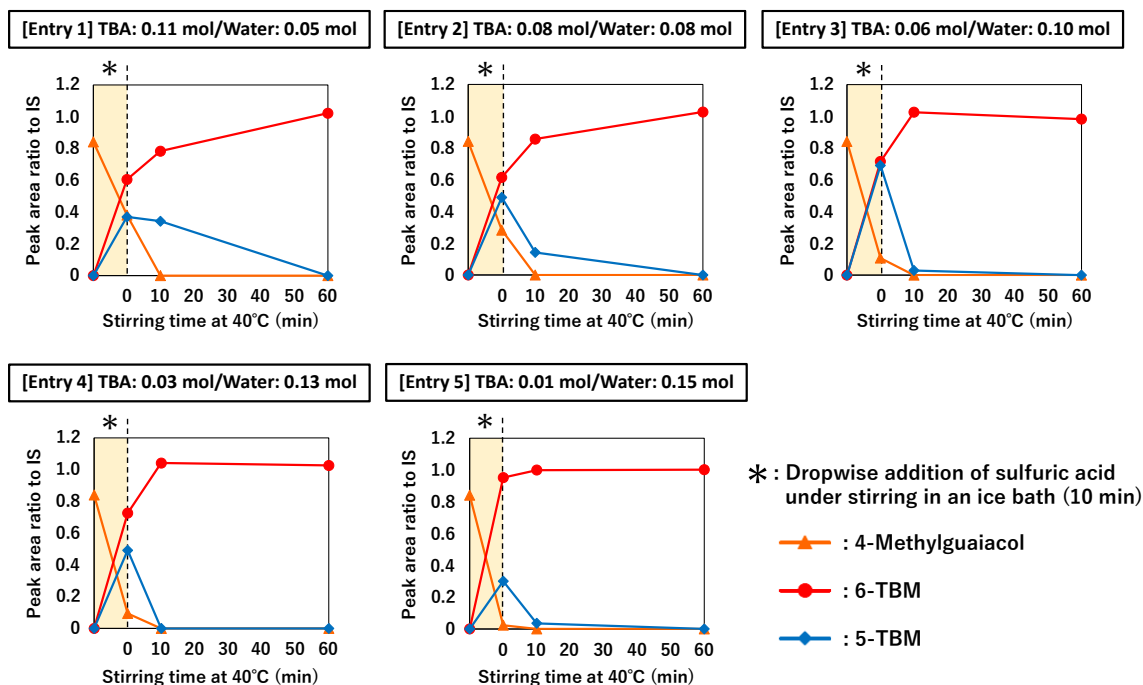 [Entry 1] TBA: 0.11 mol/Water: 0.05 mol
*
Peak area ratio to IS
1.2
1.0
0.8
0.6
0.4
0.2
0
0 10 20 30 40 50 60
Stirring time at 40°C (min)
[Entry 2] TBA: 0.08 mol/Water: 0.08 mol
*
Peak area ratio to IS
1.2
1.0
0.8
0.6
0.4
0.2
0
0 10 20 30 40 50 60
Stirring time at 40°C (min)
[Entry 3] TBA: 0.06 mol/Water: 0.10 mol
*
Peak area ratio to IS
1.2
1.0
0.8
0.6
0.4
0.2
0
0 10 20 30 40 50 60
Stirring time at 40°C (min)
[Entry 4] TBA: 0.03 mol/Water: 0.13 mol
*
Peak area ratio to IS
1.2
1.0
0.8
0.6
0.4
0.2
0
0 10 20 30 40 50 60
Stirring time at 40°C (min)
[Entry 5] TBA: 0.01 mol/Water: 0.15 mol
*
Peak area ratio to IS
1.2
1.0
0.8
0.6
0.4
0.2
0
0 10 20 30 40 50 60
Stirring time at 40°C (min)
* : Dropwise addition of sulfuric acid
under stirring in an ice bath (10 min)
: 4-Methylguaiacol
: 6-TBM
: 5-TBM